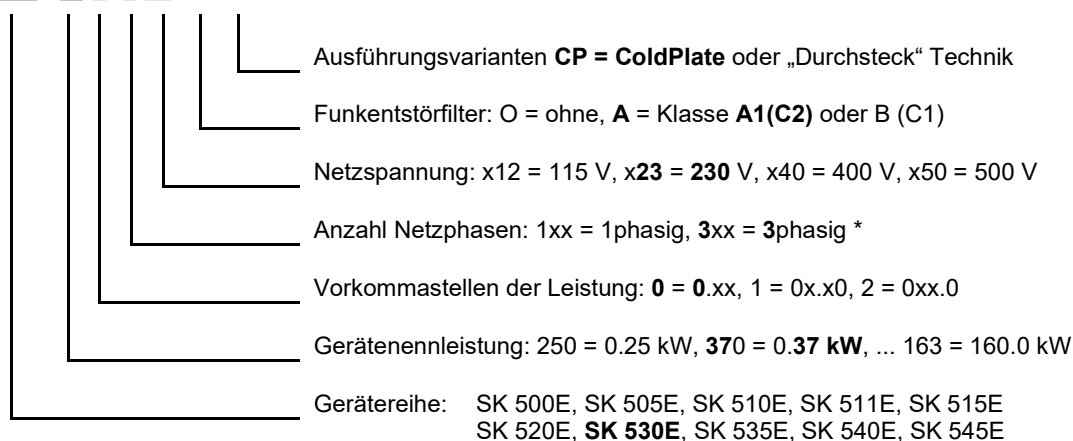 Ausführungsvarianten CP = ColdPlate oder „Durchsteck“ Technik
Funkentstörfilter: O = ohne, A = Klasse A1(C2) oder B (C1)
Netzspannung: x12 = 115 V, x23 = 230 V, x40 = 400 V, x50 = 500 V
Anzahl Netzphasen: 1xx = 1phasig, 3xx = 3phasig *
Vorkommastellen der Leistung: 0 = 0.xx, 1 = 0x.x0, 2 = 0xx.0
Gerätenennleistung: 250 = 0.25 kW, 370 = 0.37 kW, ... 163 = 160.0 kW
Gerätereihe: SK 500E, SK 505E, SK 510E, SK 511E, SK 515E
SK 520E, SK 530E, SK 535E, SK 540E, SK 545E